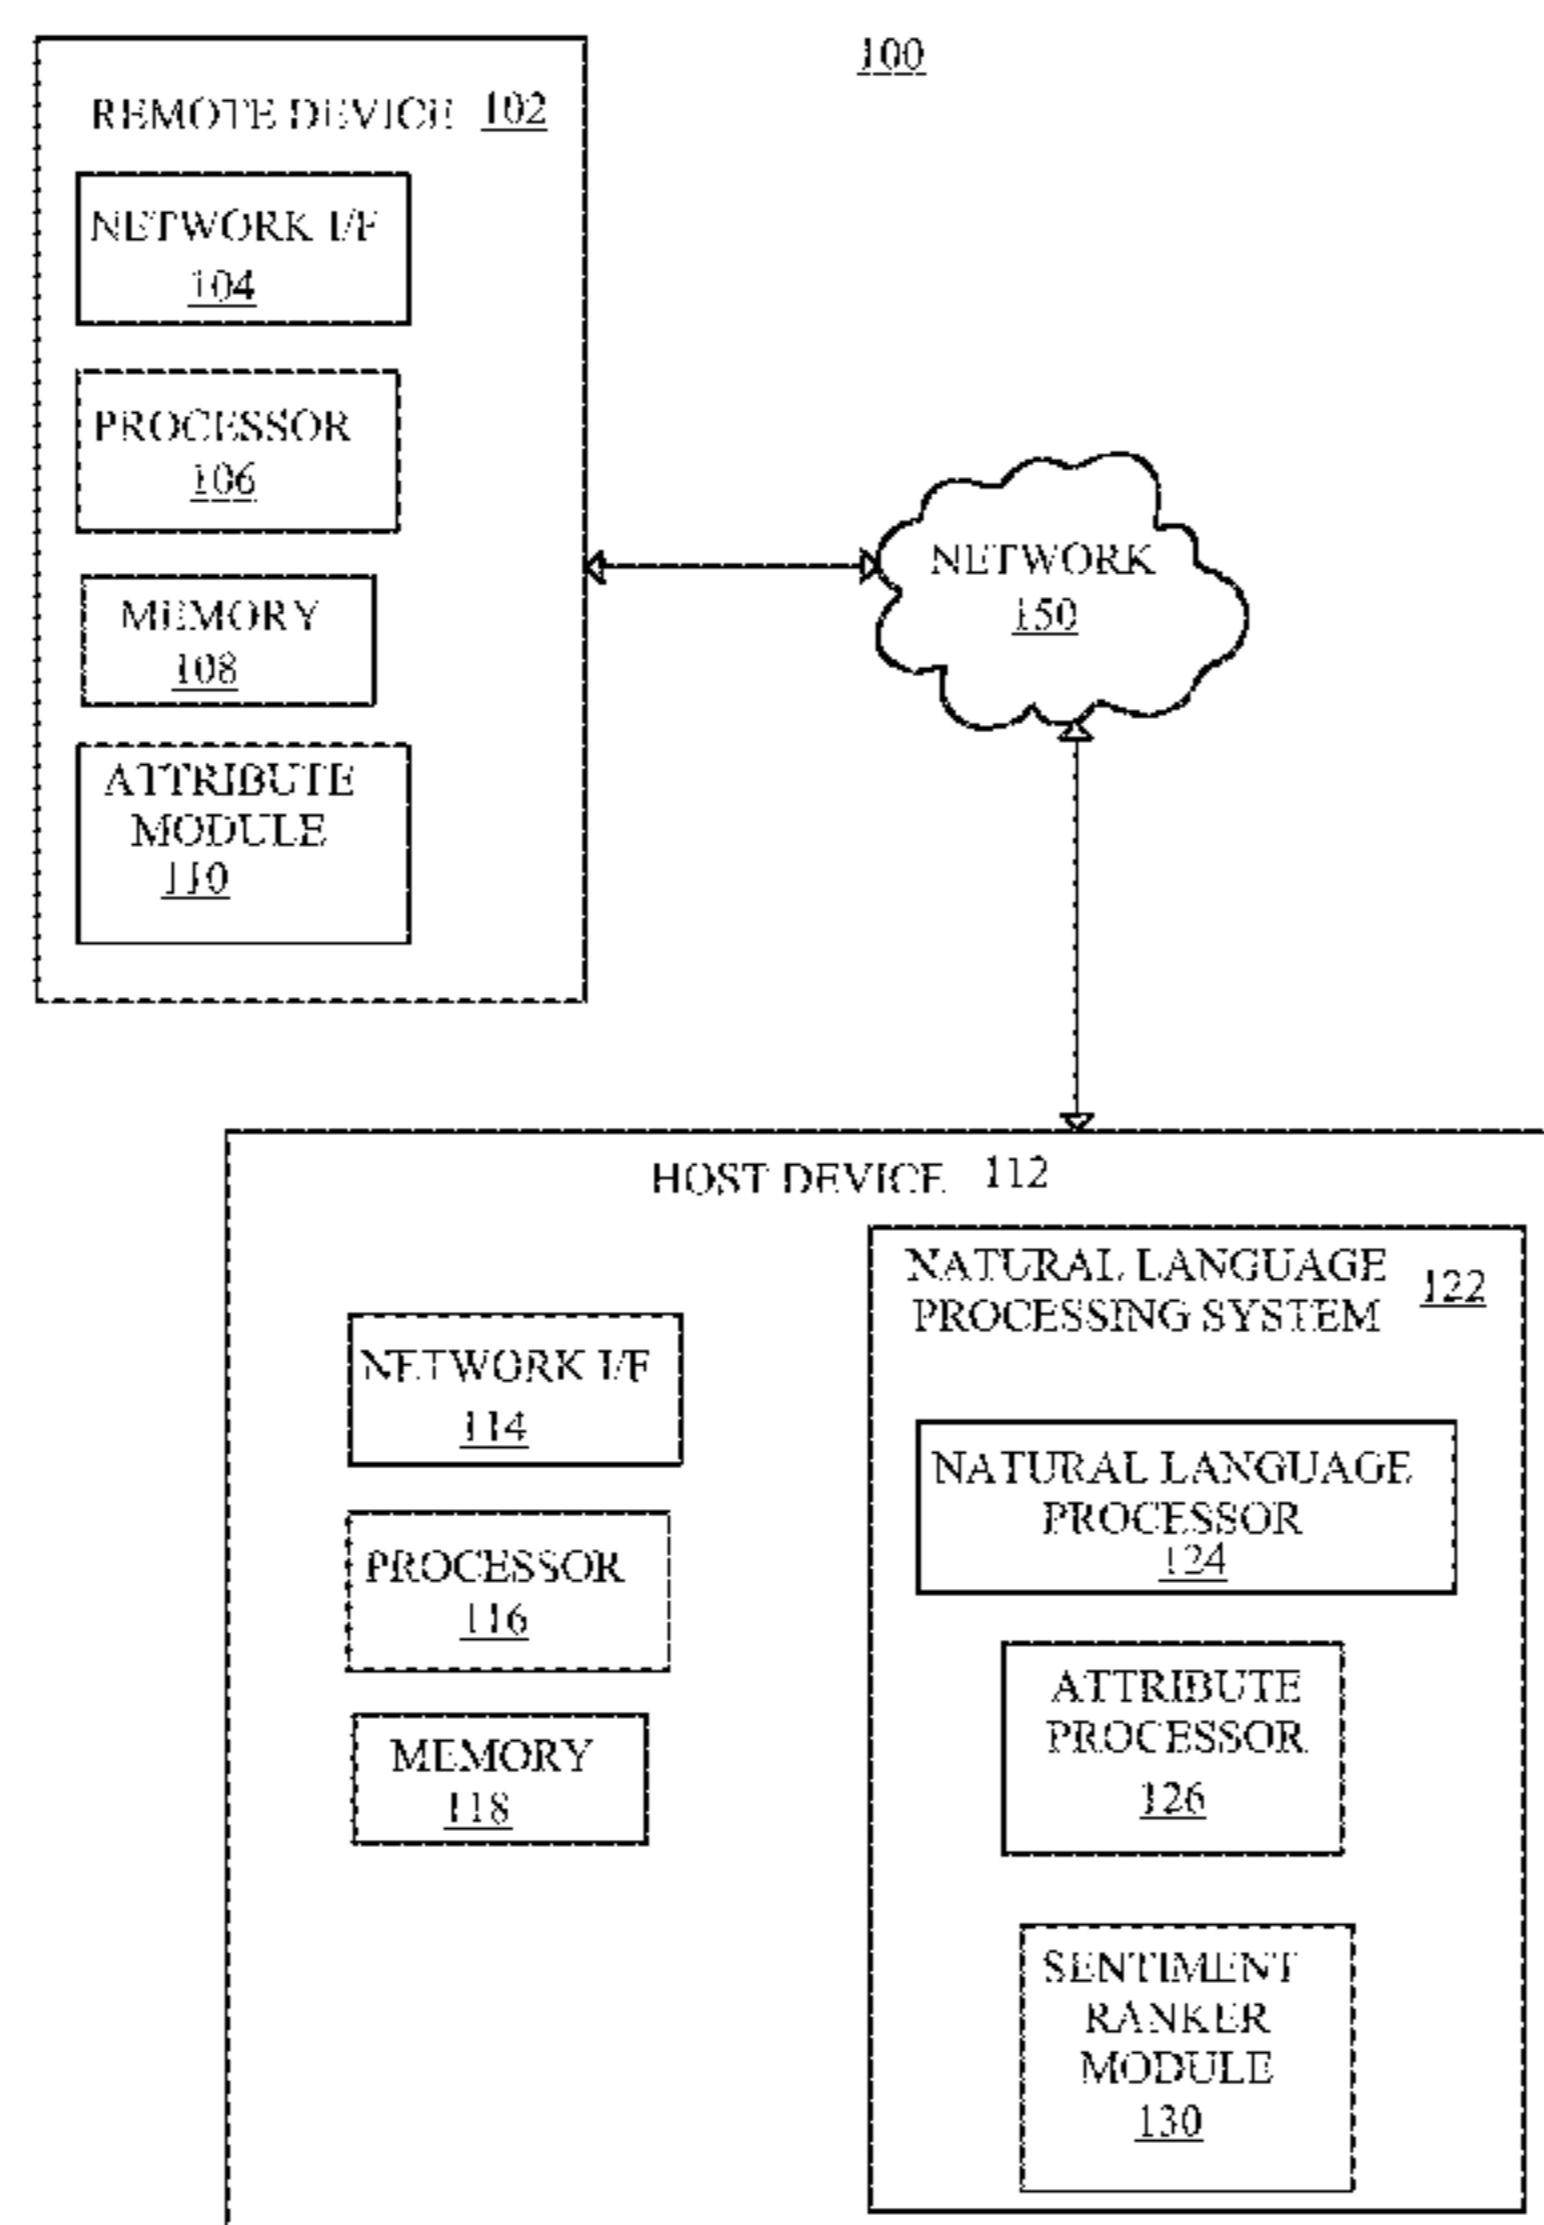 100
REMOTE DEVICE 102
NETWORK I/F
104
PROCESSOR
106
MEMORY
108
ATTRIBUTE
MODULE
110
NETWORK
150
HOST DEVICE 112
NETWORK I/F
114
PROCESSOR
116
MEMORY
118
NATURAL LANGUAGE
PROCESSING SYSTEM 122
NATURAL LANGUAGE
PROCESSOR
124
ATTRIBUTE
PROCESSOR
126
SENTIMENT
RANKER
MODULE
130